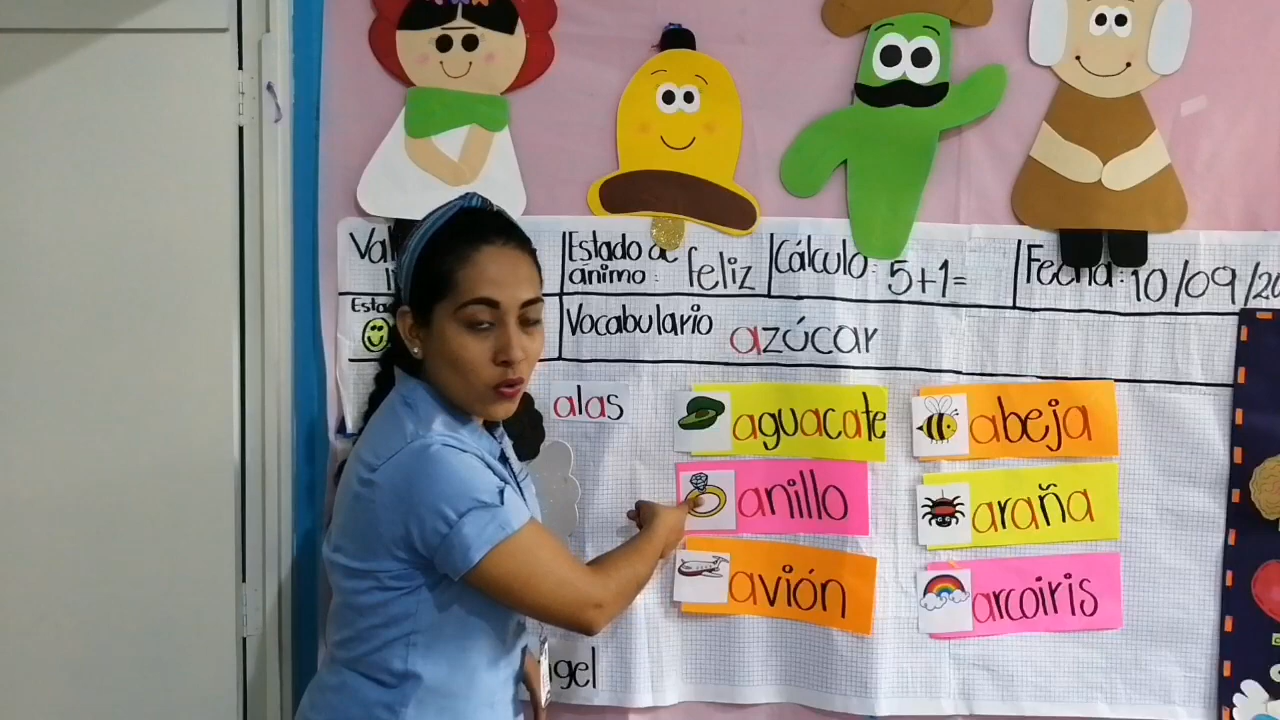 Estado de ánimo: feliz
Cálculo: 5+1=
Fecha: 10/09/20
Vocabulario azúcar
alas
aguacate
abeja
anillo
araña
avión
arcoiris